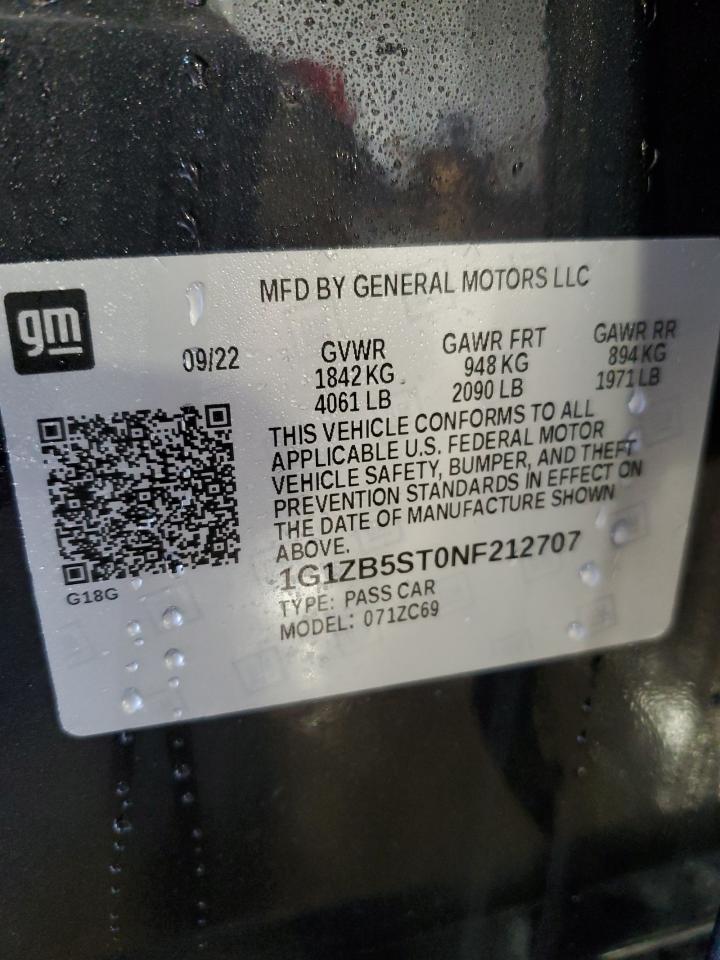 MFD BY GENERAL MOTORS LLC
gm
09/22
GVWR
1842 KG
4061 LB
GAWR FRT
948 KG
2090 LB
GAWR RR
894 KG
1971 LB
THIS VEHICLE CONFORMS TO ALL
APPLICABLE U.S. FEDERAL MOTOR
VEHICLE SAFETY, BUMPER, AND THEFT
PREVENTION STANDARDS IN EFFECT ON
THE DATE OF MANUFACTURE SHOWN
ABOVE.
1G1ZB5ST0NF212707
TYPE: PASS CAR
MODEL: 071ZC69
G18G